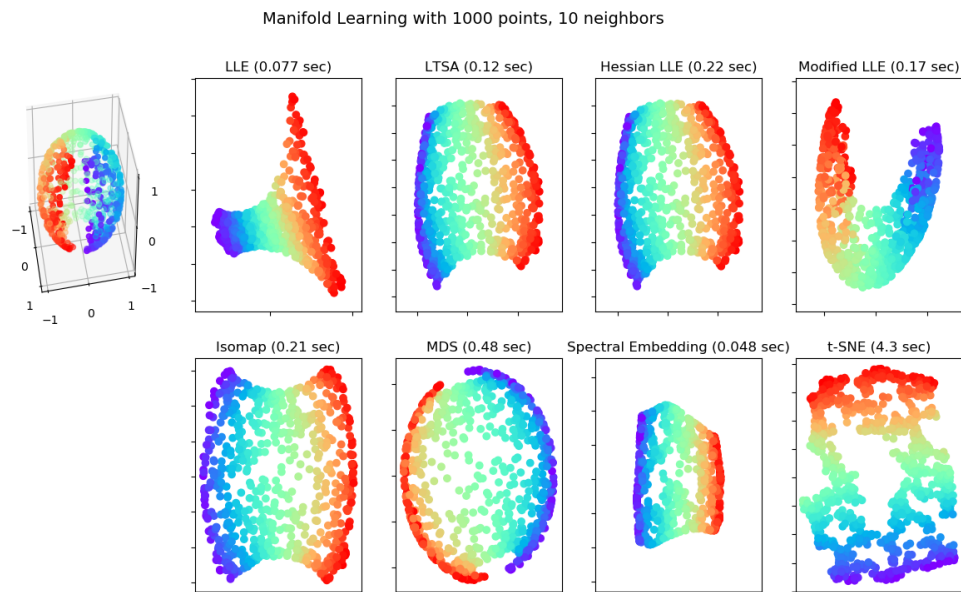 Manifold Learning with 1000 points, 10 neighbors
LLE (0.077 sec)
LTSA (0.12 sec)
Hessian LLE (0.22 sec)
Modified LLE (0.17 sec)
1
0
−1
−1
0
1
−1
0
1
Isomap (0.21 sec)
MDS (0.48 sec)
Spectral Embedding (0.048 sec)
t-SNE (4.3 sec)